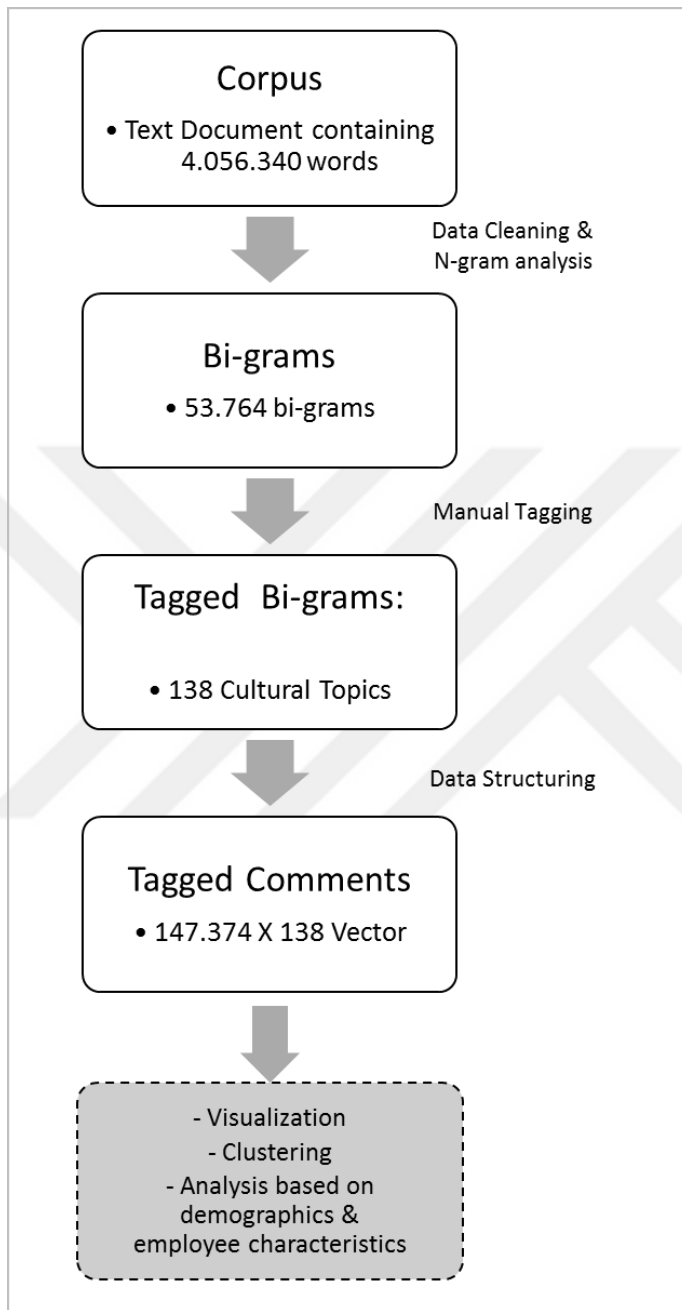 Corpus
• Text Document containing
4.056.340 words
Data Cleaning &
N-gram analysis
Bi-grams
• 53.764 bi-grams
Manual Tagging
Tagged Bi-grams:
• 138 Cultural Topics
Data Structuring
Tagged Comments
• 147.374 X 138 Vector
- Visualization
- Clustering
- Analysis based on
demographics &
employee characteristics